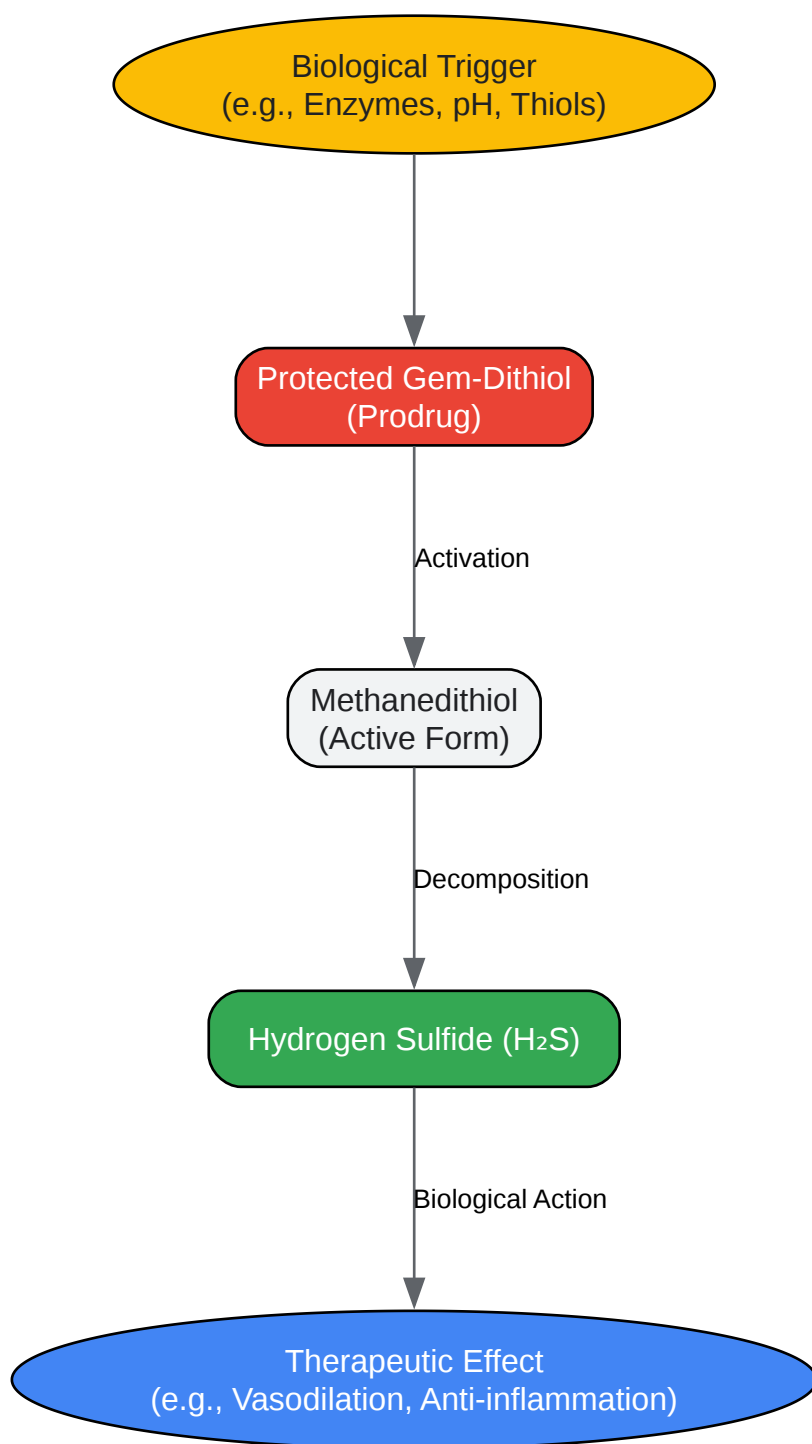 Biological Trigger
(e.g., Enzymes, pH, Thiols)
Protected Gem-Dithiol
(Prodrug)
Activation
Methanedithiol
(Active Form)
Decomposition
Hydrogen Sulfide (H₂S)
Biological Action
Therapeutic Effect
(e.g., Vasodilation, Anti-inflammation)